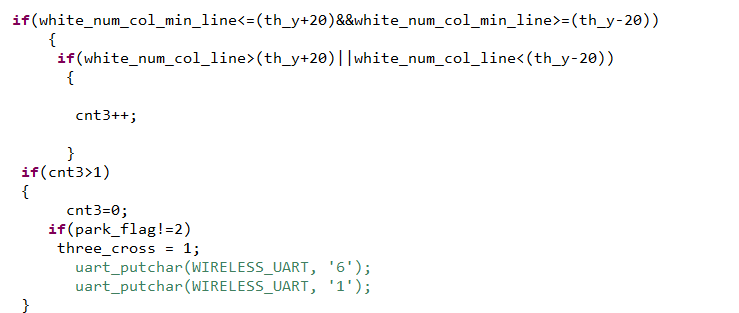 if(white_num_col_min_line<=(th_y+20)&&white_num_col_min_line>=(th_y-20))
{
if(white_num_col_line>(th_y+20)||white_num_col_line<(th_y-20))
{
cnt3++;
}
if(cnt3>1)
{
cnt3=0;
if(park_flag!=2)
three_cross = 1;
uart_putchar(WIRELESS_UART, '6');
uart_putchar(WIRELESS_UART, '1');
}